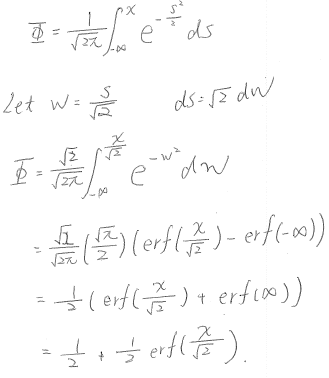 Φ = 1/√2π ∫_{-∞}^{x} e^{-s²/2} ds
Let w = s/√2    ds = √2 dw
Φ = √2/√2π ∫_{-∞}^{x/√2} e^{-w²} dw
= √2/√2π (√π/2) (erf(x/√2) - erf(-∞))
= 1/2 (erf(x/√2) + erf(∞))
= 1/2 + 1/2 erf(x/√2).